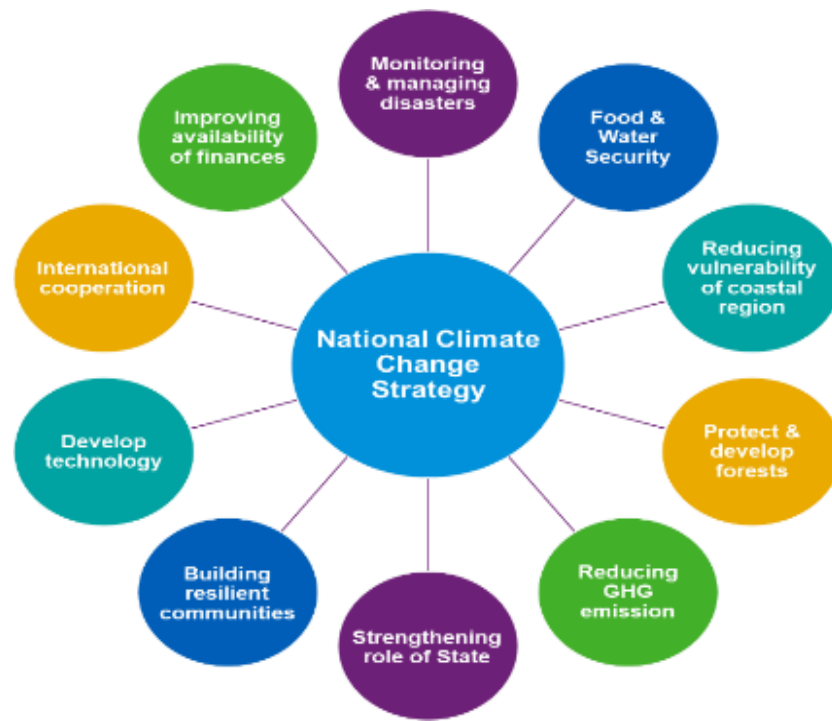 Monitoring
& managing
disasters
Food &
Water
Security
Reducing
vulnerability
of coastal
region
Protect &
develop
forests
Reducing
GHG
emission
Strengthening
role of State
Building
resilient
communities
Develop
technology
International
cooperation
Improving
availability
of finances
National Climate
Change
Strategy